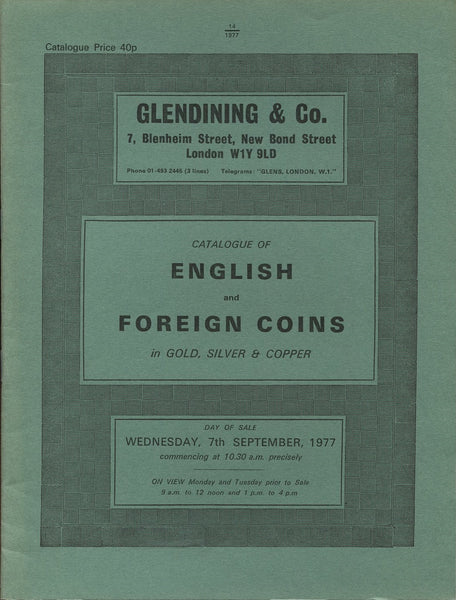 14
1977
Catalogue Price 40p
GLENDINING & Co.
7, Blenheim Street, New Bond Street
London W1Y 9LD
Phone 01-493 2445 (3 lines) Telegrams: "GLENS, LONDON, W.1."
CATALOGUE OF
ENGLISH
and
FOREIGN COINS
in GOLD, SILVER & COPPER
DAY OF SALE
WEDNESDAY, 7th SEPTEMBER, 1977
commencing at 10.30 a.m. precisely
ON VIEW Monday and Tuesday prior to Sale
9 a.m. to 12 noon and 1 p.m. to 4 p.m